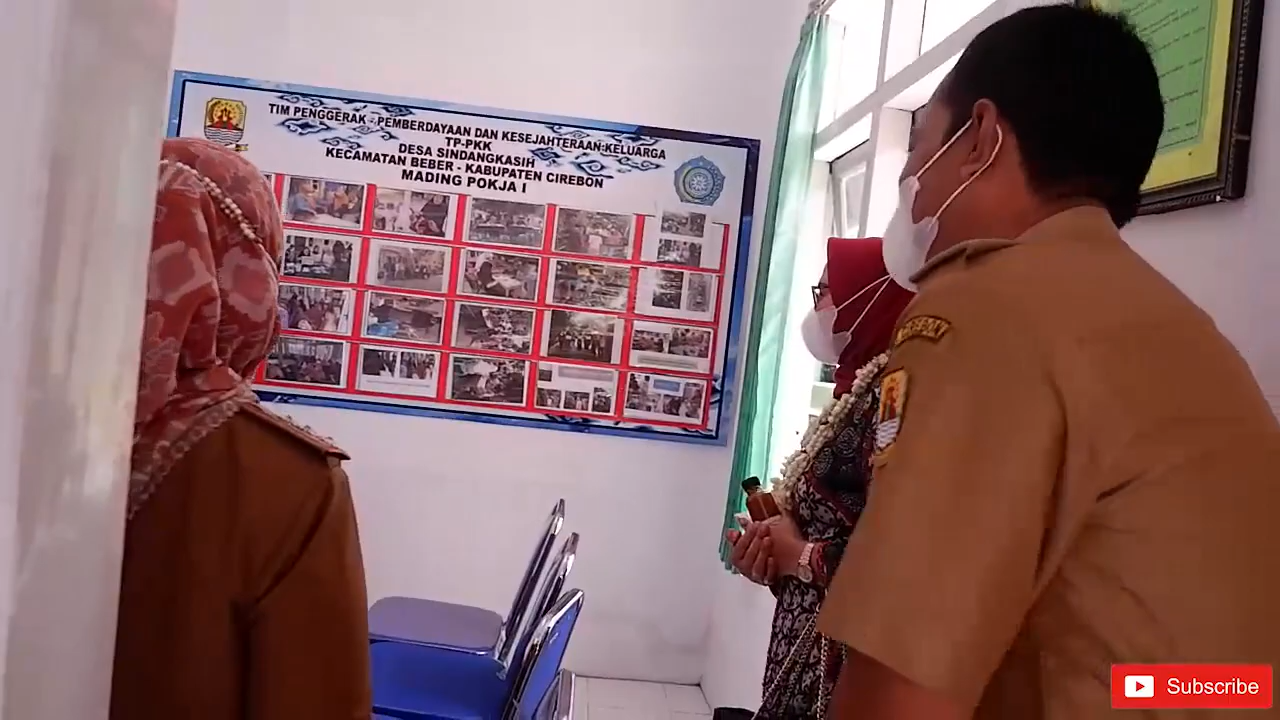 TIM PENGGERAK - PEMBERDAYAAN DAN KESEJAHTERAAN KELUARGA
TP-PKK
DESA SINDANGKASIH
KECAMATAN BEBER - KABUPATEN CIREBON
MADING POKJA I
Subscribe